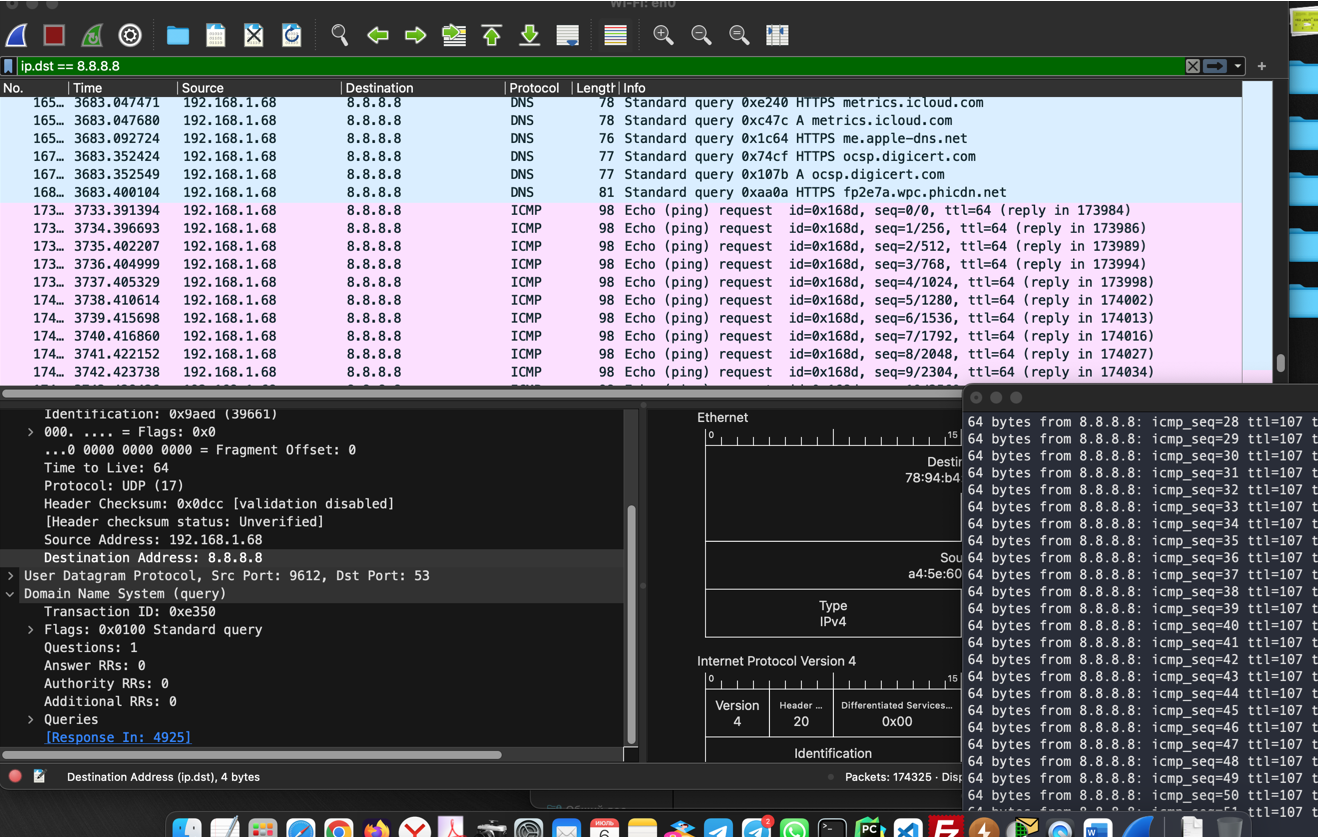 Wi-Fi: en0
ip.dst == 8.8.8.8
No. Time Source Destination Protocol Length Info
165… 3683.047471 192.168.1.68 8.8.8.8 DNS 78 Standard query 0xe240 HTTPS metrics.icloud.com
165… 3683.047680 192.168.1.68 8.8.8.8 DNS 78 Standard query 0xc47c A metrics.icloud.com
165… 3683.092724 192.168.1.68 8.8.8.8 DNS 76 Standard query 0x1c64 HTTPS me.apple-dns.net
167… 3683.352424 192.168.1.68 8.8.8.8 DNS 77 Standard query 0x74cf HTTPS ocsp.digicert.com
167… 3683.352549 192.168.1.68 8.8.8.8 DNS 77 Standard query 0x107b A ocsp.digicert.com
168… 3683.400104 192.168.1.68 8.8.8.8 DNS 81 Standard query 0xaa0a HTTPS fp2e7a.wpc.phicdn.net
173… 3733.391394 192.168.1.68 8.8.8.8 ICMP 98 Echo (ping) request id=0x168d, seq=0/0, ttl=64 (reply in 173984)
173… 3734.396693 192.168.1.68 8.8.8.8 ICMP 98 Echo (ping) request id=0x168d, seq=1/256, ttl=64 (reply in 173986)
173… 3735.402207 192.168.1.68 8.8.8.8 ICMP 98 Echo (ping) request id=0x168d, seq=2/512, ttl=64 (reply in 173989)
173… 3736.404999 192.168.1.68 8.8.8.8 ICMP 98 Echo (ping) request id=0x168d, seq=3/768, ttl=64 (reply in 173994)
173… 3737.405329 192.168.1.68 8.8.8.8 ICMP 98 Echo (ping) request id=0x168d, seq=4/1024, ttl=64 (reply in 173998)
174… 3738.410614 192.168.1.68 8.8.8.8 ICMP 98 Echo (ping) request id=0x168d, seq=5/1280, ttl=64 (reply in 174002)
174… 3739.415698 192.168.1.68 8.8.8.8 ICMP 98 Echo (ping) request id=0x168d, seq=6/1536, ttl=64 (reply in 174013)
174… 3740.416860 192.168.1.68 8.8.8.8 ICMP 98 Echo (ping) request id=0x168d, seq=7/1792, ttl=64 (reply in 174016)
174… 3741.422152 192.168.1.68 8.8.8.8 ICMP 98 Echo (ping) request id=0x168d, seq=8/2048, ttl=64 (reply in 174027)
174… 3742.423738 192.168.1.68 8.8.8.8 ICMP 98 Echo (ping) request id=0x168d, seq=9/2304, ttl=64 (reply in 174034)
Identification: 0x9aed (39661)
000. .... = Flags: 0x0
...0 0000 0000 0000 = Fragment Offset: 0
Time to Live: 64
Protocol: UDP (17)
Header Checksum: 0x0dcc [validation disabled]
[Header checksum status: Unverified]
Source Address: 192.168.1.68
Destination Address: 8.8.8.8
User Datagram Protocol, Src Port: 9612, Dst Port: 53
Domain Name System (query)
Transaction ID: 0xe350
Flags: 0x0100 Standard query
Questions: 1
Answer RRs: 0
Authority RRs: 0
Additional RRs: 0
Queries
[Response In: 4925]
Ethernet
0 15
Destin
78:94:b4
Sou
a4:5e:60
Type
IPv4
Internet Protocol Version 4
0 15
Version Header ... Differentiated Services...
4 20 0x00
Identification
64 bytes from 8.8.8.8: icmp_seq=28 ttl=107 t
64 bytes from 8.8.8.8: icmp_seq=29 ttl=107 t
64 bytes from 8.8.8.8: icmp_seq=30 ttl=107 t
64 bytes from 8.8.8.8: icmp_seq=31 ttl=107 t
64 bytes from 8.8.8.8: icmp_seq=32 ttl=107 t
64 bytes from 8.8.8.8: icmp_seq=33 ttl=107 t
64 bytes from 8.8.8.8: icmp_seq=34 ttl=107 t
64 bytes from 8.8.8.8: icmp_seq=35 ttl=107 t
64 bytes from 8.8.8.8: icmp_seq=36 ttl=107 t
64 bytes from 8.8.8.8: icmp_seq=37 ttl=107 t
64 bytes from 8.8.8.8: icmp_seq=38 ttl=107 t
64 bytes from 8.8.8.8: icmp_seq=39 ttl=107 t
64 bytes from 8.8.8.8: icmp_seq=40 ttl=107 t
64 bytes from 8.8.8.8: icmp_seq=41 ttl=107 t
64 bytes from 8.8.8.8: icmp_seq=42 ttl=107 t
64 bytes from 8.8.8.8: icmp_seq=43 ttl=107 t
64 bytes from 8.8.8.8: icmp_seq=44 ttl=107 t
64 bytes from 8.8.8.8: icmp_seq=45 ttl=107 t
64 bytes from 8.8.8.8: icmp_seq=46 ttl=107 t
64 bytes from 8.8.8.8: icmp_seq=47 ttl=107 t
64 bytes from 8.8.8.8: icmp_seq=48 ttl=107 t
64 bytes from 8.8.8.8: icmp_seq=49 ttl=107 t
64 bytes from 8.8.8.8: icmp_seq=50 ttl=107 t
64 bytes from 8.8.8.8: icmp_seq=51 ttl=107 t
Destination Address (ip.dst), 4 bytes
Packets: 174325 · Disp
ИЮЛЬ
6
2
PC